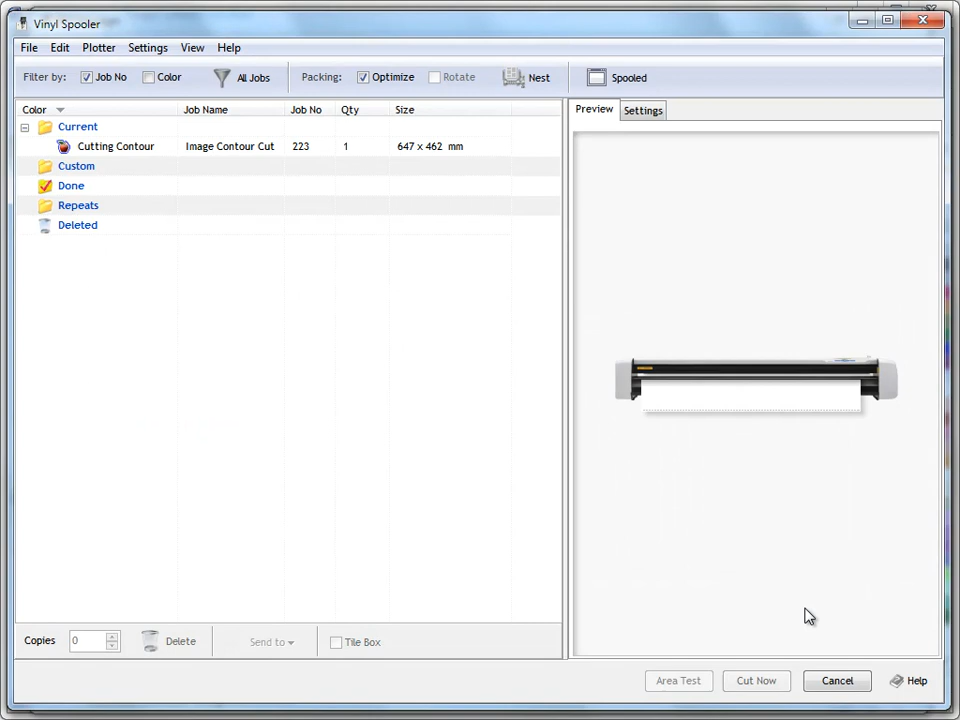 Vinyl Spooler
File Edit Plotter Settings View Help
Filter by: Job No Color All Jobs Packing: Optimize Rotate Nest Spooled
Color Job Name Job No Qty Size
Preview Settings
Current
Cutting Contour Image Contour Cut 223 1 647 x 462 mm
Custom
Done
Repeats
Deleted
Copies 0 Delete Send to Tile Box
Area Test Cut Now Cancel Help